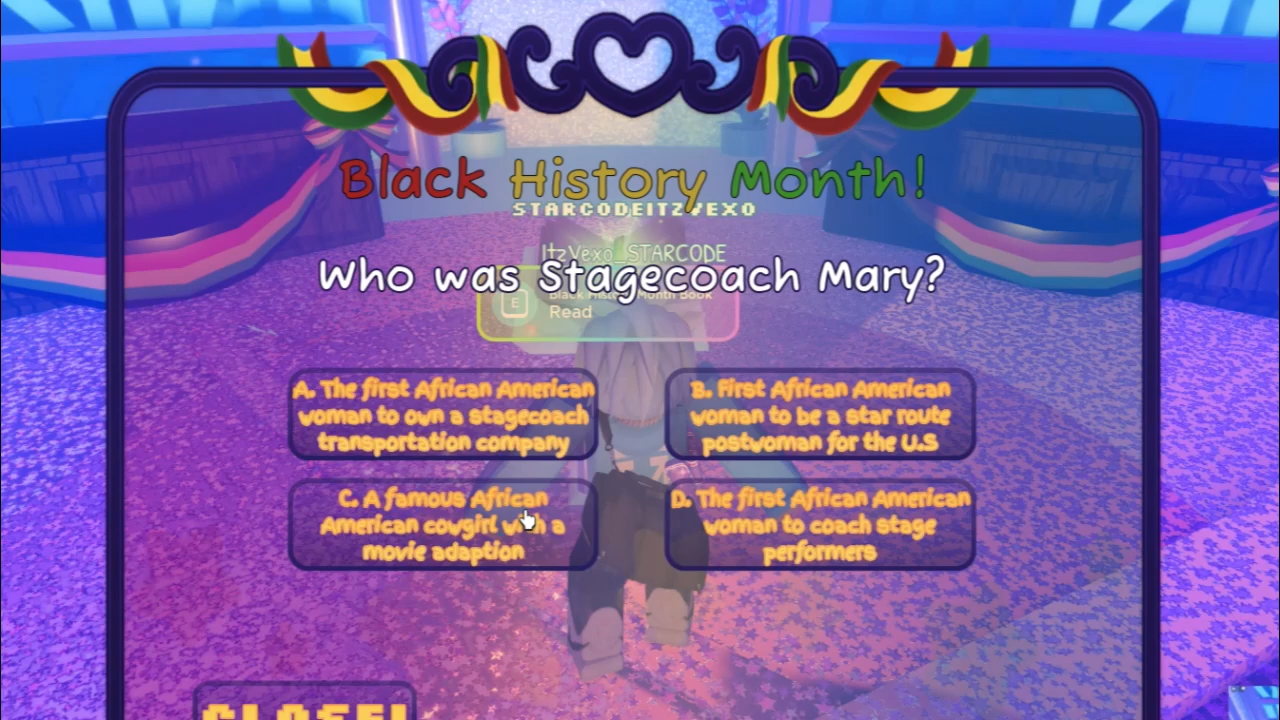 Black History Month!
STARCODEITZVEXO
ItzVexo_STARCODE
Who was Stagecoach Mary?
Black History Month Book
E
Read
A. The first African American
woman to own a stagecoach
transportation company
B. First African American
woman to be a star route
postwoman for the U.S
C. A famous African
American cowgirl with a
movie adaption
D. The first African American
woman to coach stage
performers
CLOSE!